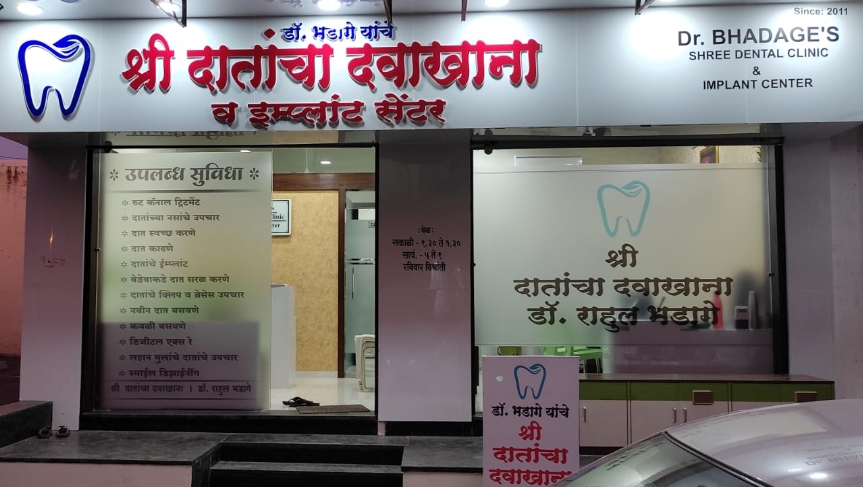 Since: 2011
डॉ. भडागे यांचे
श्री दातांचा दवाखाना
व इम्प्लांट सेंटर
Dr. BHADAGE'S
SHREE DENTAL CLINIC
&
IMPLANT CENTER
* उपलब्ध सुविधा *
* रुट कॅनाल ट्रिटमेंट
* दातांच्या नसांचे उपचार
* दात स्वच्छ करणे
* दात काढणे
* दातांचे ईम्प्लांट
* वेडेवाकडे दात सरळ करणे
* दातांचे क्लिप व ब्रेसेस उपचार
* नवीन दात बसवणे
* कवळी बसवणे
* डिजीटल एक्स रे
* लहान मुलांचे दातांचे उपचार
* स्माईल डिझाईनींग
श्री दातांचा दवाखाना । डॉ. राहुल भडागे
:वेळ:
सकाळी - ९.३० ते १.३०
सायं. - ५ ते ९
रविवार विश्रांती
श्री
दातांचा दवाखाना
डॉ. राहुल भडागे
डॉ. भडागे यांचे
श्री
दातांचा
दवाखाना